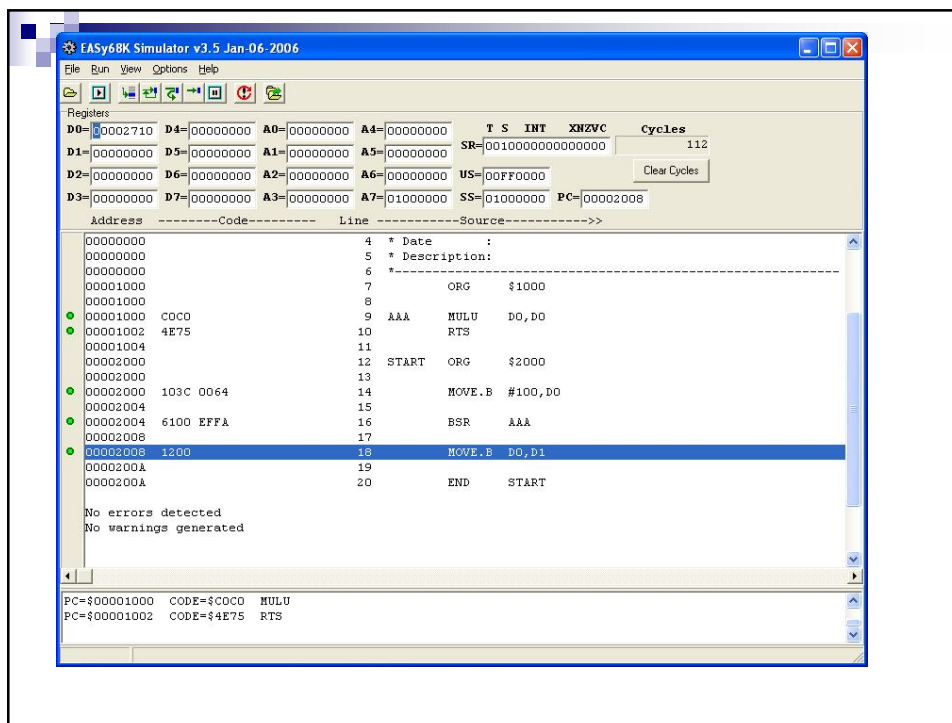 EASy68K Simulator v3.5 Jan-06-2006
File Run View Options Help
Registers
D0= 00002710 D4= 00000000 A0= 00000000 A4= 00000000 T S INT XNZVC Cycles
D1= 00000000 D5= 00000000 A1= 00000000 A5= 00000000 SR= 0010000000000000 112
D2= 00000000 D6= 00000000 A2= 00000000 A6= 00000000 US= 00FF0000 Clear Cycles
D3= 00000000 D7= 00000000 A3= 00000000 A7= 01000000 SS= 01000000 PC= 00002008
Address --------Code--------- Line -----------Source----------->>
00000000 4 * Date :
00000000 5 * Description:
00000000 6 *----------------------------------------------------------
00001000 7 ORG $1000
00001000 8
00001000 C0C0 9 AAA MULU D0,D0
00001002 4E75 10 RTS
00001004 11
00002000 12 START ORG $2000
00002000 13
00002000 103C 0064 14 MOVE.B #100,D0
00002004 15
00002004 6100 EFFA 16 BSR AAA
00002008 17
00002008 1200 18 MOVE.B D0,D1
0000200A 19
0000200A 20 END START
No errors detected
No warnings generated
PC=$00001000 CODE=$C0C0 MULU
PC=$00001002 CODE=$4E75 RTS